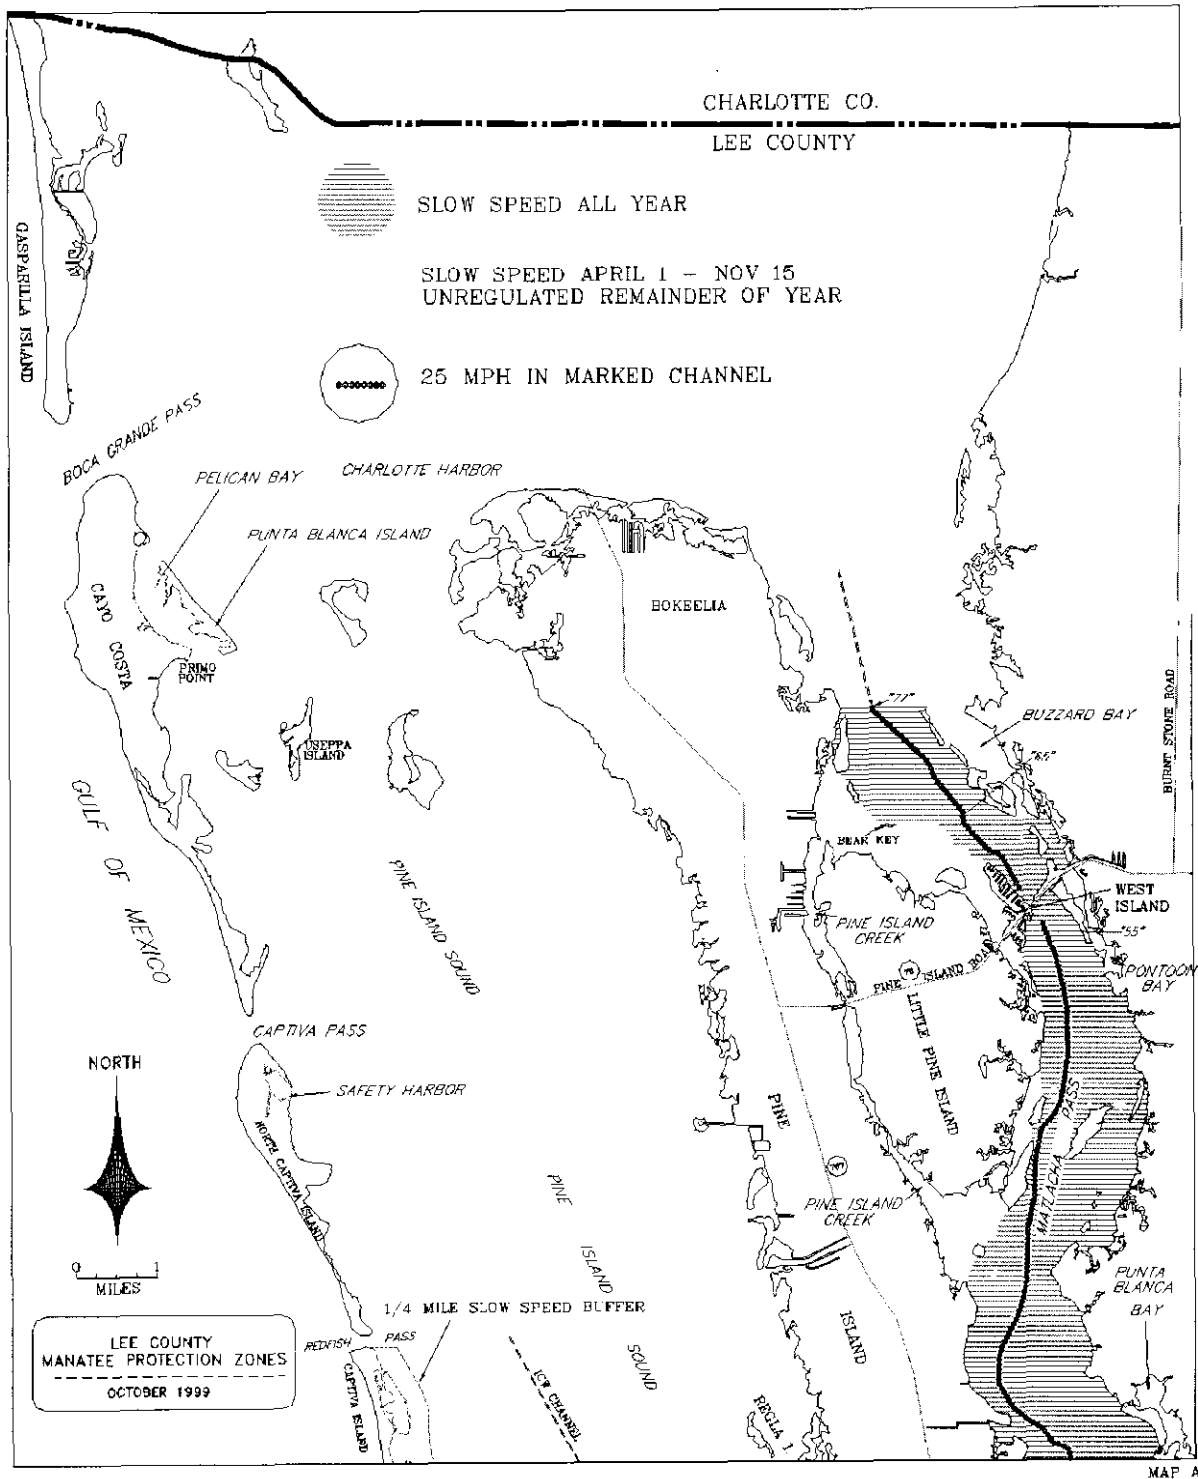 CHARLOTTE CO.
LEE COUNTY
SLOW SPEED ALL YEAR
SLOW SPEED APRIL 1 - NOV 15
UNREGULATED REMAINDER OF YEAR
25 MPH IN MARKED CHANNEL
GASPARILLA ISLAND
BOCA GRANDE PASS
PELICAN BAY
CHARLOTTE HARBOR
PUNTA BLANCA ISLAND
CAYO COSTA
PRIMO
POINT
BOKEELIA
USEPPA
ISLAND
"77"
BUZZARD BAY
BURNT STORE ROAD
GULF OF MEXICO
PINE ISLAND SOUND
BEAR KEY
WEST
ISLAND
PINE ISLAND
CREEK
"55"
PINE ISLAND ROAD
PONTOON
BAY
LITTLE PINE ISLAND
CAPTIVA PASS
NORTH
SAFETY HARBOR
PINE
MATLACHA PASS
NORTH CAPTIVA ISLAND
767
PINE ISLAND
CREEK
PINE ISLAND SOUND
0 1
MILES
PUNTA
BLANCA
BAY
1/4 MILE SLOW SPEED BUFFER
ISLAND
REDFISH PASS
LEE COUNTY
MANATEE PROTECTION ZONES
OCTOBER 1999
CAPTIVA ISLAND
ICW CHANNEL
REGLA I.
MAP A